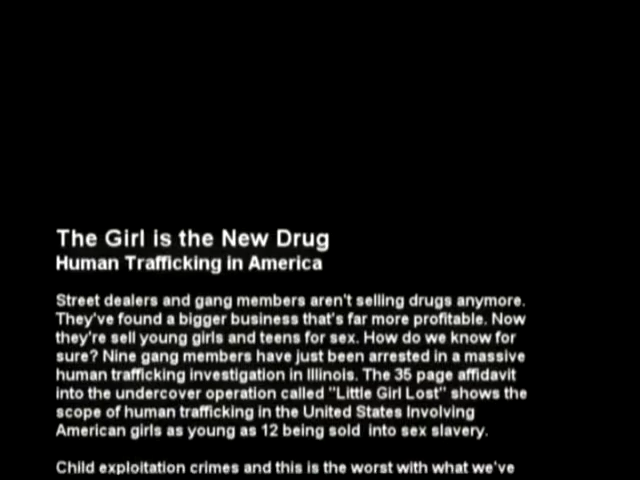 The Girl is the New Drug
Human Trafficking in America
Street dealers and gang members aren't selling drugs anymore.
They've found a bigger business that's far more profitable. Now
they're sell young girls and teens for sex. How do we know for
sure? Nine gang members have just been arrested in a massive
human trafficking investigation in Illinois. The 35 page affidavit
into the undercover operation called "Little Girl Lost" shows the
scope of human trafficking in the United States Involving
American girls as young as 12 being sold into sex slavery.
Child exploitation crimes and this is the worst with what we've